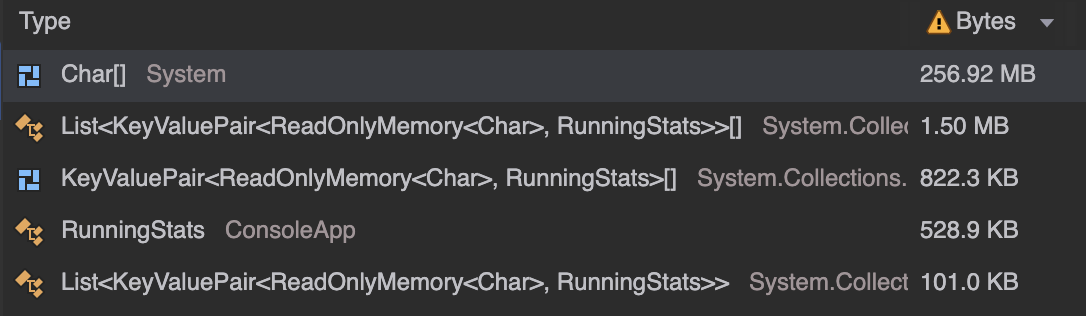 Type Bytes
Char[] System 256.92 MB
List<KeyValuePair<ReadOnlyMemory<Char>, RunningStats>>[] System.Collec 1.50 MB
KeyValuePair<ReadOnlyMemory<Char>, RunningStats>[] System.Collections. 822.3 KB
RunningStats ConsoleApp 528.9 KB
List<KeyValuePair<ReadOnlyMemory<Char>, RunningStats>> System.Collect 101.0 KB